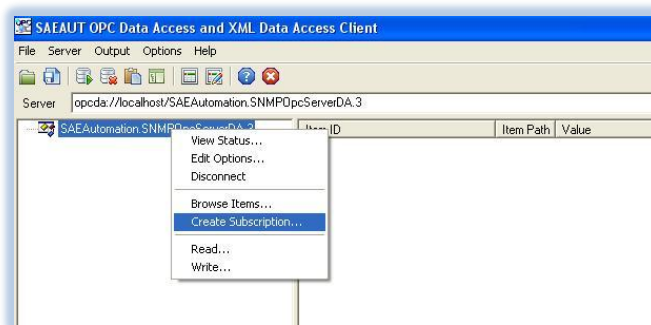 SAEAUT OPC Data Access and XML Data Access Client
File Server Output Options Help
Server opcda://localhost/SAEAutomation.SNMPOpcServerDA.3
SAEAutomation.SNMPOpcServerDA.3
Item ID Item Path Value
View Status...
Edit Options...
Disconnect
Browse Items...
Create Subscription...
Read...
Write...